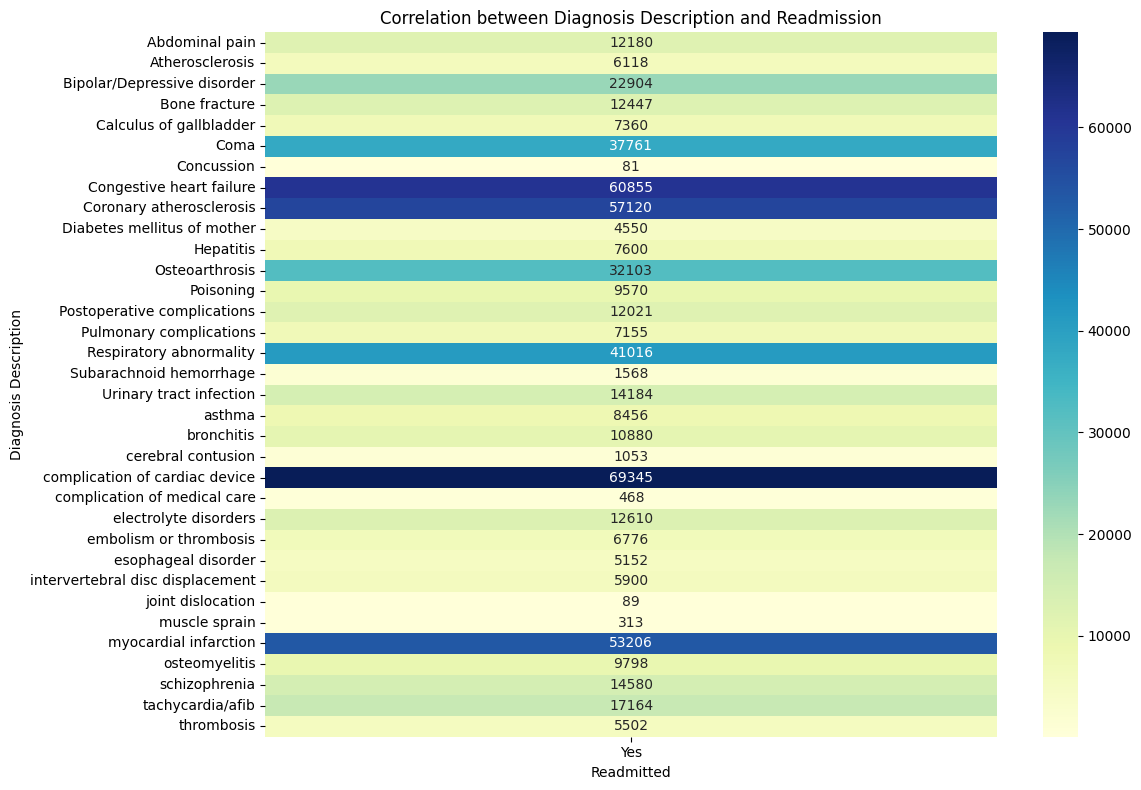 Correlation between Diagnosis Description and Readmission
Diagnosis Description
Abdominal pain 12180
Atherosclerosis 6118
Bipolar/Depressive disorder 22904
Bone fracture 12447
Calculus of gallbladder 7360
Coma 37761
Concussion 81
Congestive heart failure 60855
Coronary atherosclerosis 57120
Diabetes mellitus of mother 4550
Hepatitis 7600
Osteoarthrosis 32103
Poisoning 9570
Postoperative complications 12021
Pulmonary complications 7155
Respiratory abnormality 41016
Subarachnoid hemorrhage 1568
Urinary tract infection 14184
asthma 8456
bronchitis 10880
cerebral contusion 1053
complication of cardiac device 69345
complication of medical care 468
electrolyte disorders 12610
embolism or thrombosis 6776
esophageal disorder 5152
intervertebral disc displacement 5900
joint dislocation 89
muscle sprain 313
myocardial infarction 53206
osteomyelitis 9798
schizophrenia 14580
tachycardia/afib 17164
thrombosis 5502
Yes
Readmitted
60000
50000
40000
30000
20000
10000